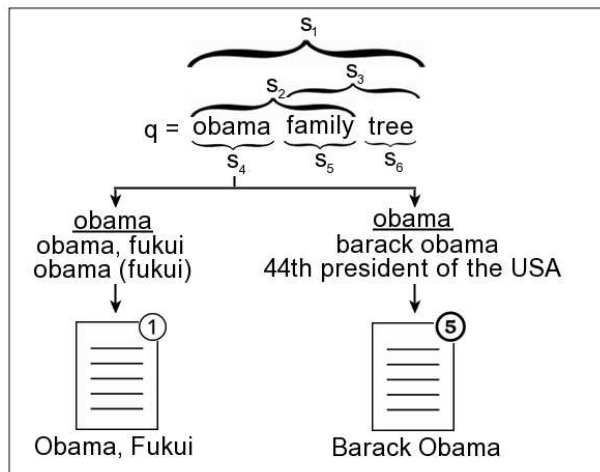 s1
s3
s2
q = obama family tree
s4 s5 s6
obama obama
obama, fukui barack obama
obama (fukui) 44th president of the USA
1 5
Obama, Fukui Barack Obama